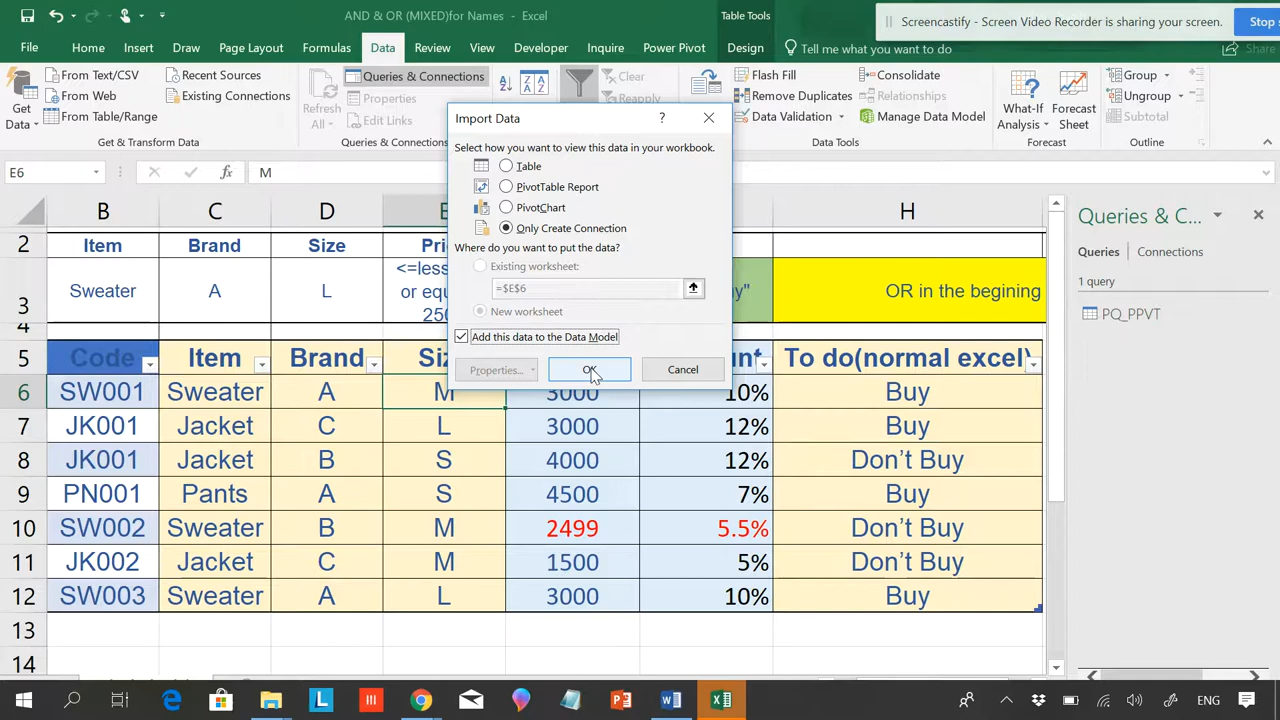 AND & OR (MIXED)for Names - Excel
Table Tools
Screencastify - Screen Video Recorder is sharing your screen.
Stop s
File Home Insert Draw Page Layout Formulas Data Review View Developer Inquire Power Pivot Design Tell me what you want to do Share
From Text/CSV Recent Sources Queries & Connections Clear Flash Fill Consolidate Group
Get Data From Web Existing Connections Refresh All Properties Reapply Remove Duplicates Relationships What-If Analysis Forecast Sheet Ungroup
From Table/Range Edit Links Data Validation Manage Data Model Subtotal
Get & Transform Data Queries & Connections Data Tools Forecast Outline
E6 fx M
Import Data ?
Select how you want to view this data in your workbook.
Table
PivotTable Report
PivotChart
Only Create Connection
Where do you want to put the data?
Existing worksheet:
=$E$6
New worksheet
Add this data to the Data Model
Properties... OK Cancel
B C D E H
2 Item Brand Size Pri
3 Sweater A L <=less or equ 250 uy" OR in the begining
4
5 Code Item Brand Siz unt To do(normal excel)
6 SW001 Sweater A M 3000 10% Buy
7 JK001 Jacket C L 3000 12% Buy
8 JK001 Jacket B S 4000 12% Don't Buy
9 PN001 Pants A S 4500 7% Buy
10 SW002 Sweater B M 2499 5.5% Don't Buy
11 JK002 Jacket C M 1500 5% Don't Buy
12 SW003 Sweater A L 3000 10% Buy
13
14
Queries & C...
Queries Connections
1 query
PQ_PPVT
ENG